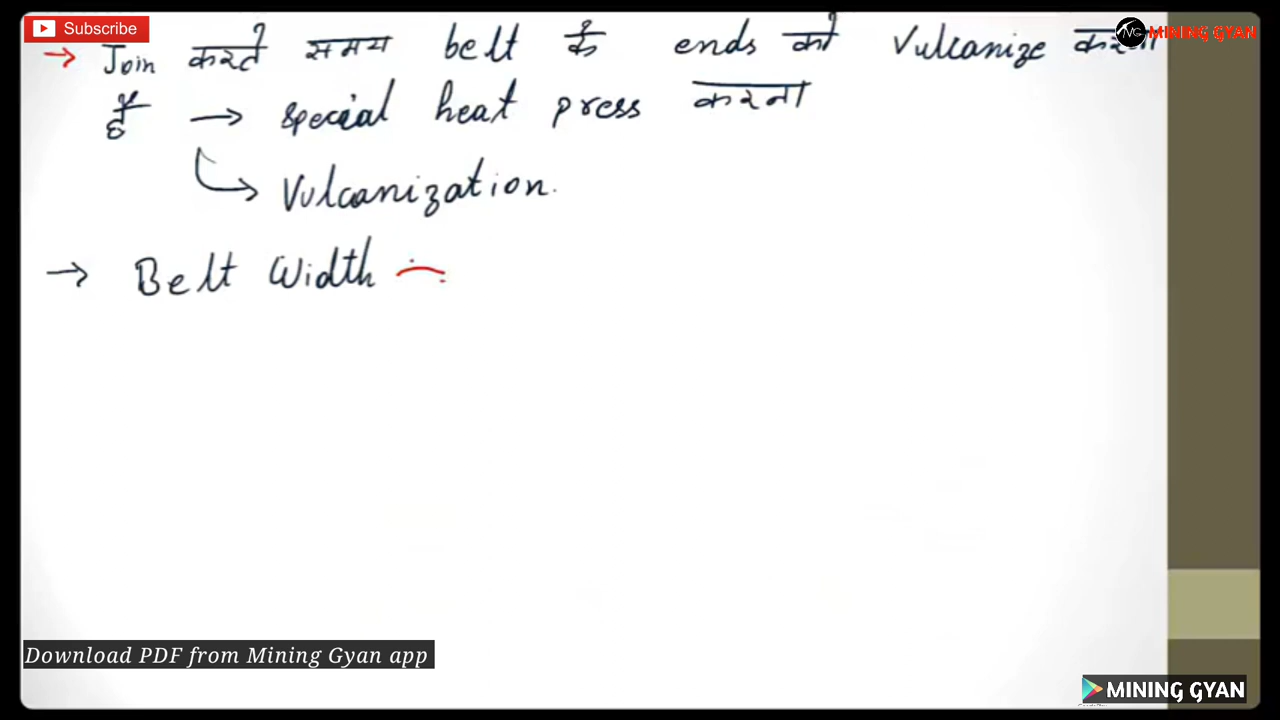 Subscribe
MINING GYAN
→ Join करते समय belt के ends को Vulcanize करना
है → special heat press करना
↳ Vulcanization.
→ Belt Width
Download PDF from Mining Gyan app
MINING GYAN